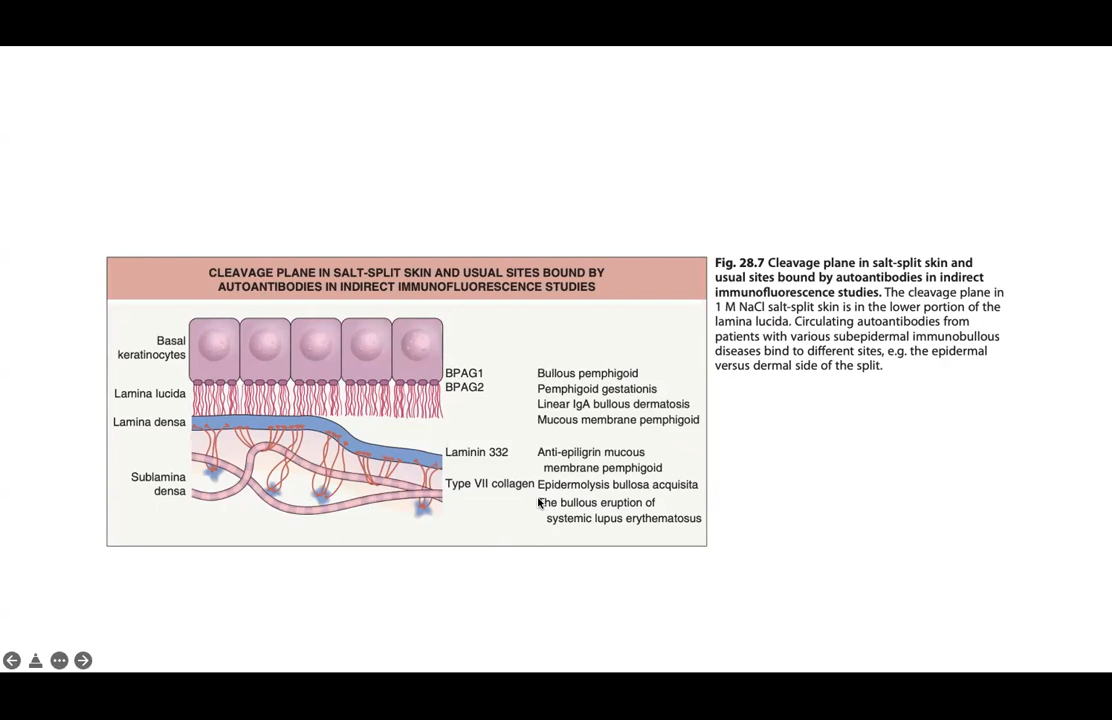 CLEAVAGE PLANE IN SALT-SPLIT SKIN AND USUAL SITES BOUND BY
AUTOANTIBODIES IN INDIRECT IMMUNOFLUORESCENCE STUDIES
Basal
keratinocytes
Lamina lucida
Lamina densa
Sublamina
densa
BPAG1
BPAG2
Laminin 332
Type VII collagen
Bullous pemphigoid
Pemphigoid gestationis
Linear IgA bullous dermatosis
Mucous membrane pemphigoid
Anti-epiligrin mucous
membrane pemphigoid
Epidermolysis bullosa acquisita
The bullous eruption of
systemic lupus erythematosus
Fig. 28.7 Cleavage plane in salt-split skin and
usual sites bound by autoantibodies in indirect
immunofluorescence studies. The cleavage plane in
1 M NaCl salt-split skin is in the lower portion of the
lamina lucida. Circulating autoantibodies from
patients with various subepidermal immunobullous
diseases bind to different sites, e.g. the epidermal
versus dermal side of the split.